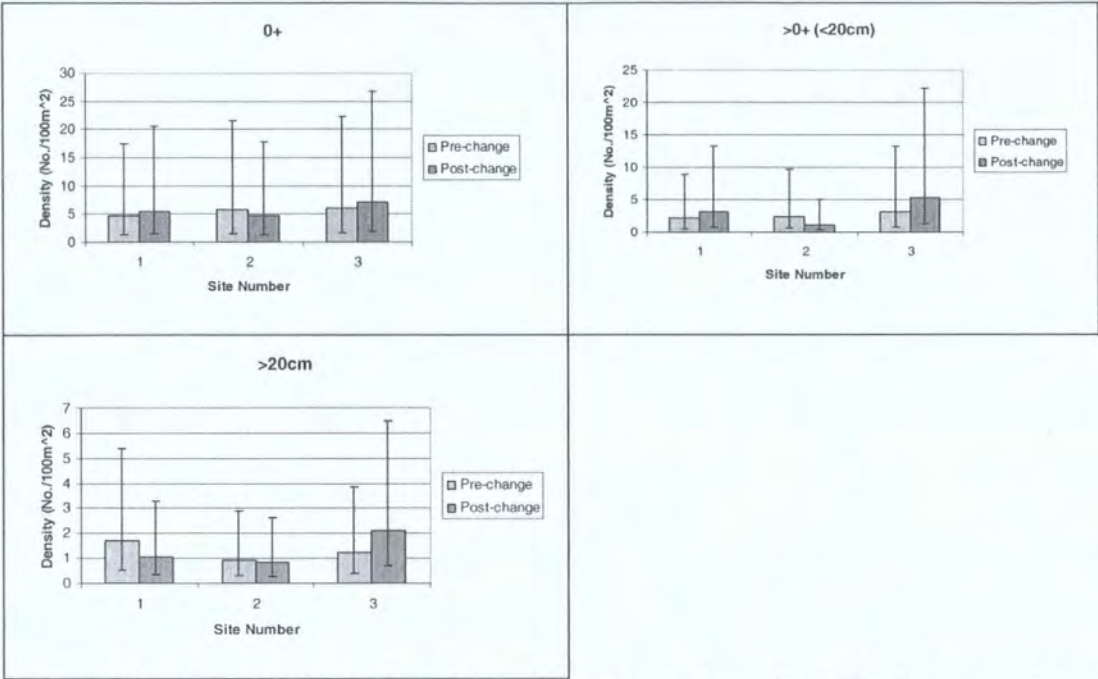 0+
30
25
20
15
10
5
0
Density (No./100m^2)
1 2 3
Site Number
Pre-change
Post-change
>0+ (<20cm)
25
20
15
10
5
0
Density (No./100m^2)
1 2 3
Site Number
Pre-change
Post-change
>20cm
7
6
5
4
3
2
1
0
Density (No./100m^2)
1 2 3
Site Number
Pre-change
Post-change